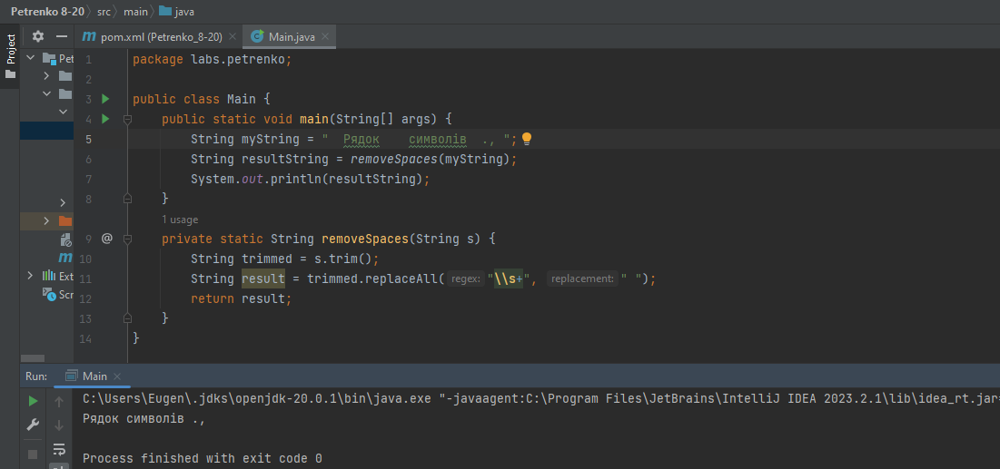 Petrenko 8-20 src main java
Project
pom.xml (Petrenko_8-20) Main.java
Pet
Ext
Scr
1 package labs.petrenko;
2
3 public class Main {
4 public static void main(String[] args) {
5 String myString = "  Рядок    символів  ., ";
6 String resultString = removeSpaces(myString);
7 System.out.println(resultString);
8 }
1 usage
9 @ private static String removeSpaces(String s) {
10 String trimmed = s.trim();
11 String result = trimmed.replaceAll( regex: "\\s+", replacement: " ");
12 return result;
13 }
14 }
Run: Main
C:\Users\Eugen\.jdks\openjdk-20.0.1\bin\java.exe "-javaagent:C:\Program Files\JetBrains\IntelliJ IDEA 2023.2.1\lib\idea_rt.jar=
Рядок символів .,
Process finished with exit code 0